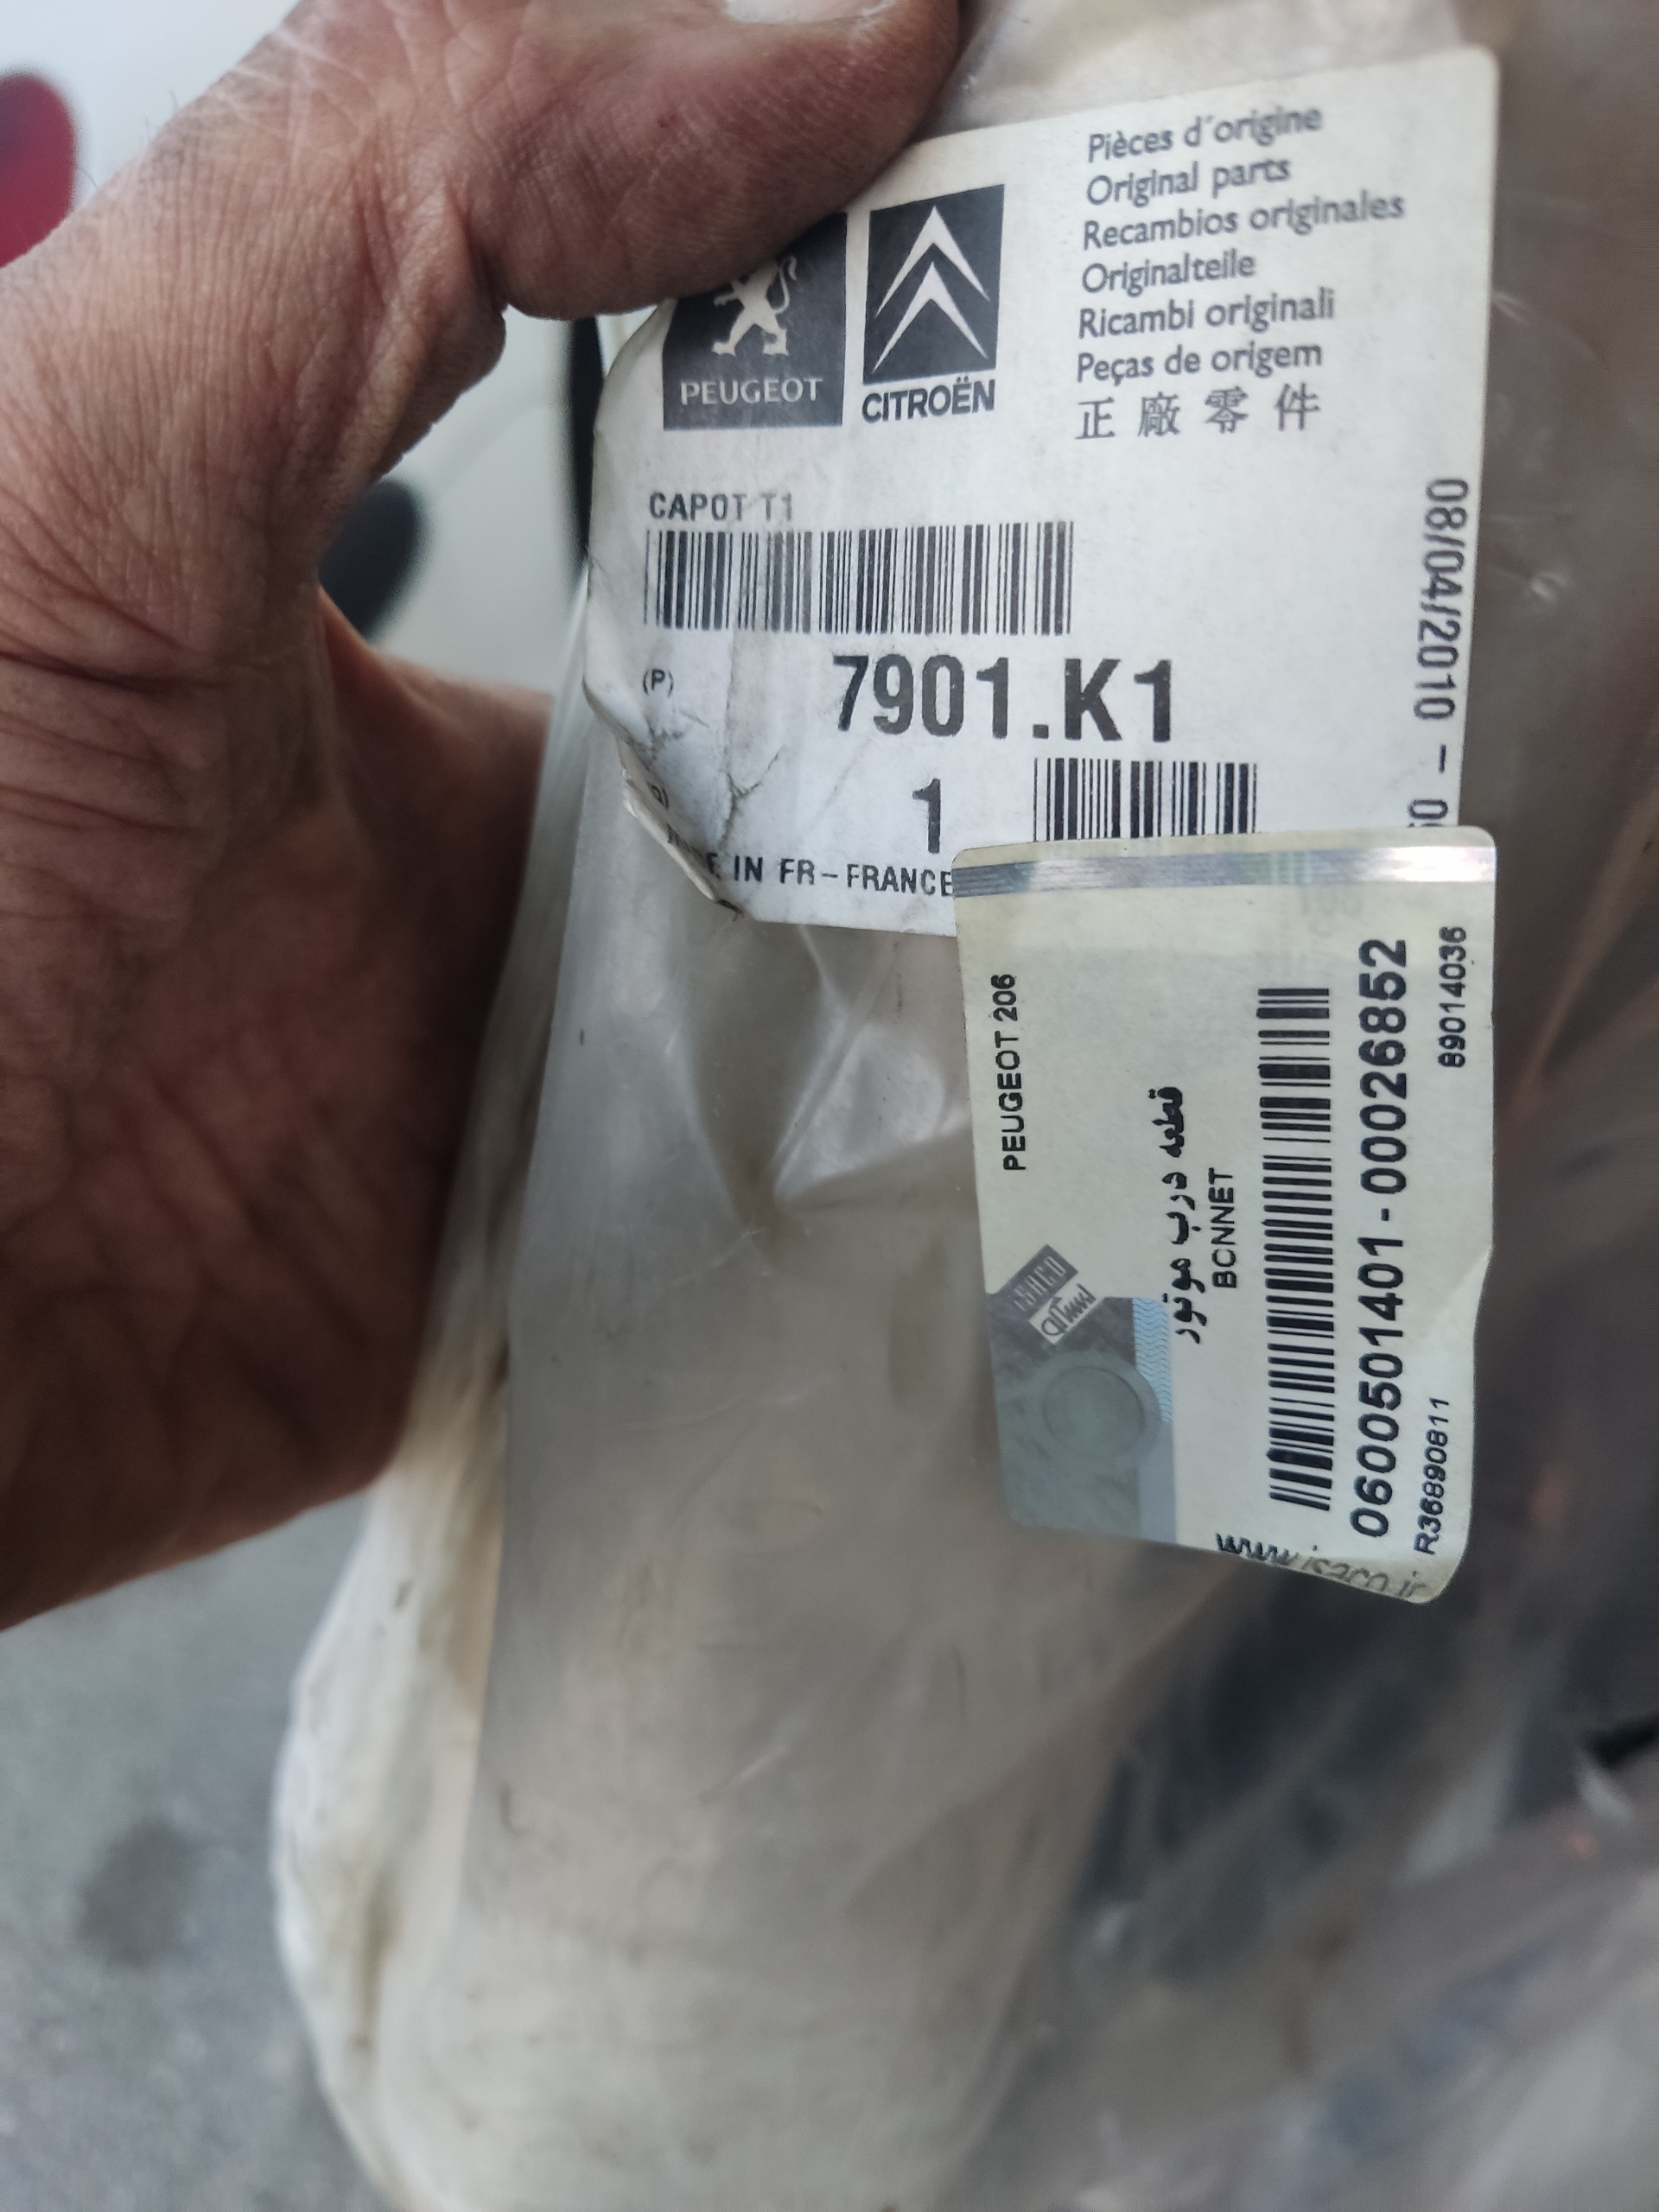 Pièces d'origine
Original parts
Recambios originales
Originalteile
Ricambi originali
Peças de origem
正廠零件
PEUGEOT
CITROËN
CAPOT T1
(P)
7901.K1
1
IN FR-FRANCE
08/04/2010 -
PEUGEOT 206
ISACO
ایساکو
قطعه درب موتور
BCNNET
0600501401-00026852
R36890811
89014036
www.isaco.ir